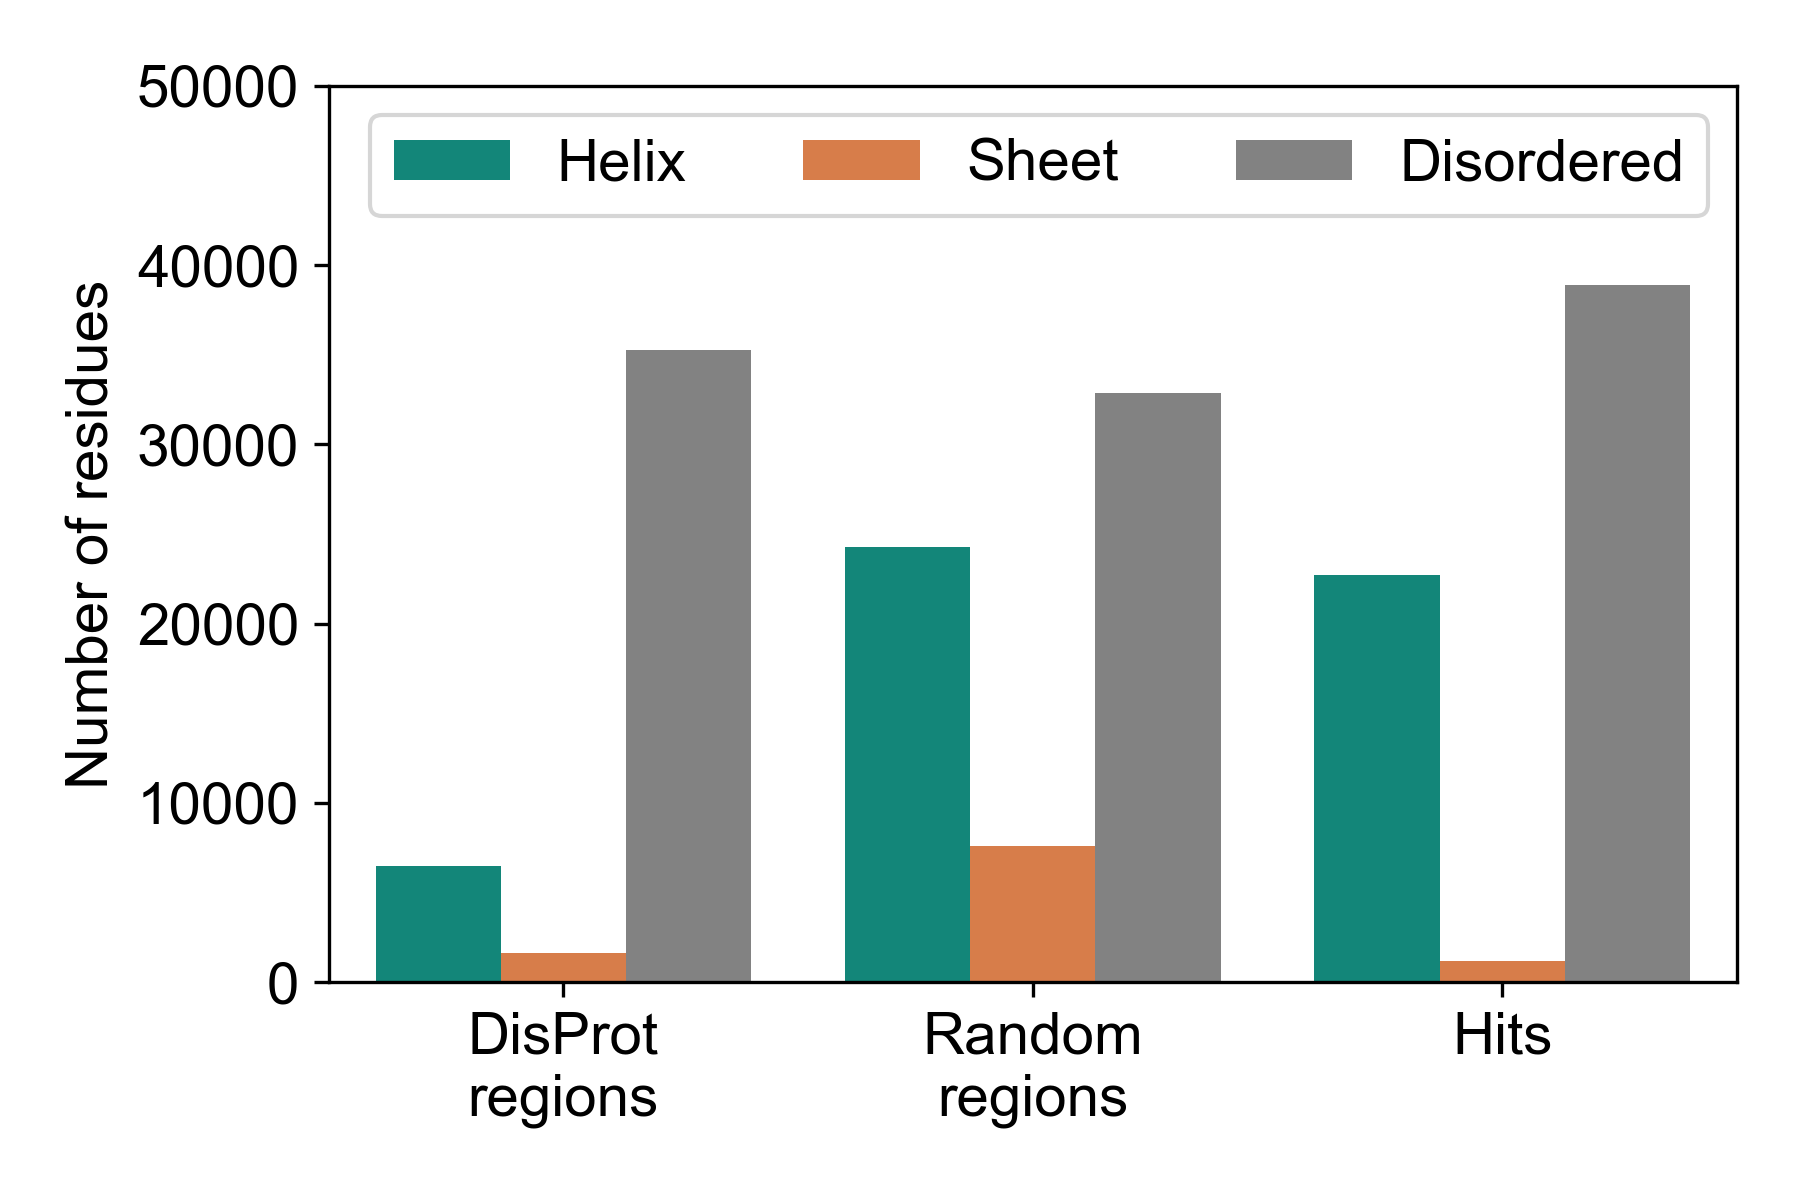 50000
40000
30000
20000
10000
0
Number of residues
Helix Sheet Disordered
DisProt
regions
Random
regions
Hits